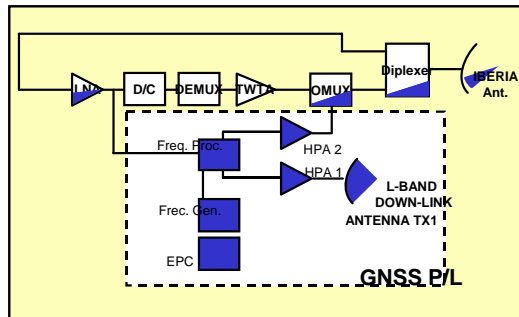 Diplexer
IBERIA
Ant.
LNA
D/C
DEMUX
TWTA
OMUX
Freq. Proc.
HPA 2
HPA 1
L-BAND
DOWN-LINK
ANTENNA TX1
Frec. Gen.
EPC
GNSS P/L